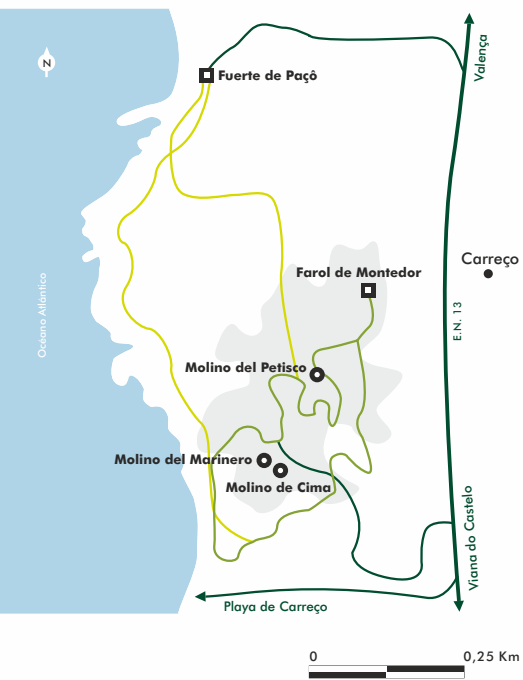 N
Valença
Fuerte de Paçô
Carreço
Farol de Montedor
Océano Atlántico
E.N. 13
Molino del Petisco
Molino del Marinero
Molino de Cima
Viana do Castelo
Playa de Carreço
0
0,25 Km